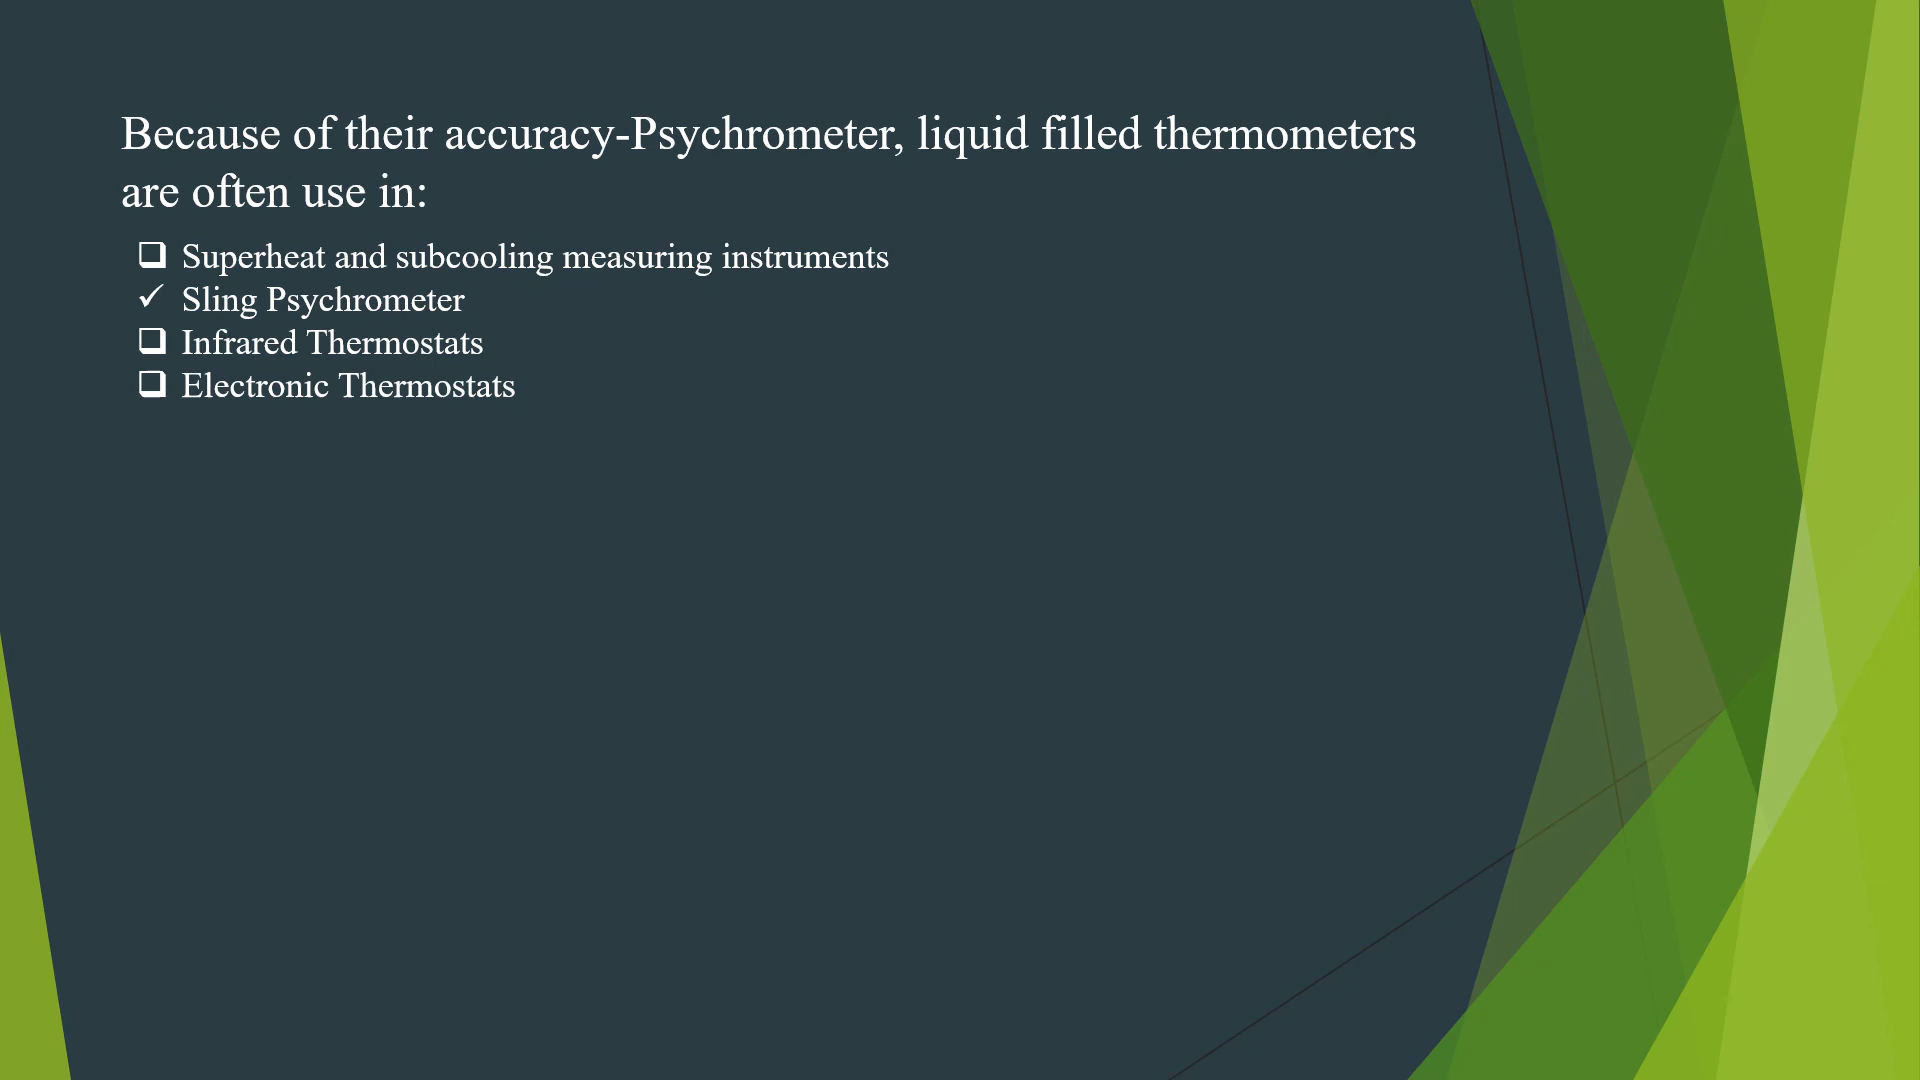 Because of their accuracy-Psychrometer, liquid filled thermometers
are often use in:
❑ Superheat and subcooling measuring instruments
✓ Sling Psychrometer
❑ Infrared Thermostats
❑ Electronic Thermostats